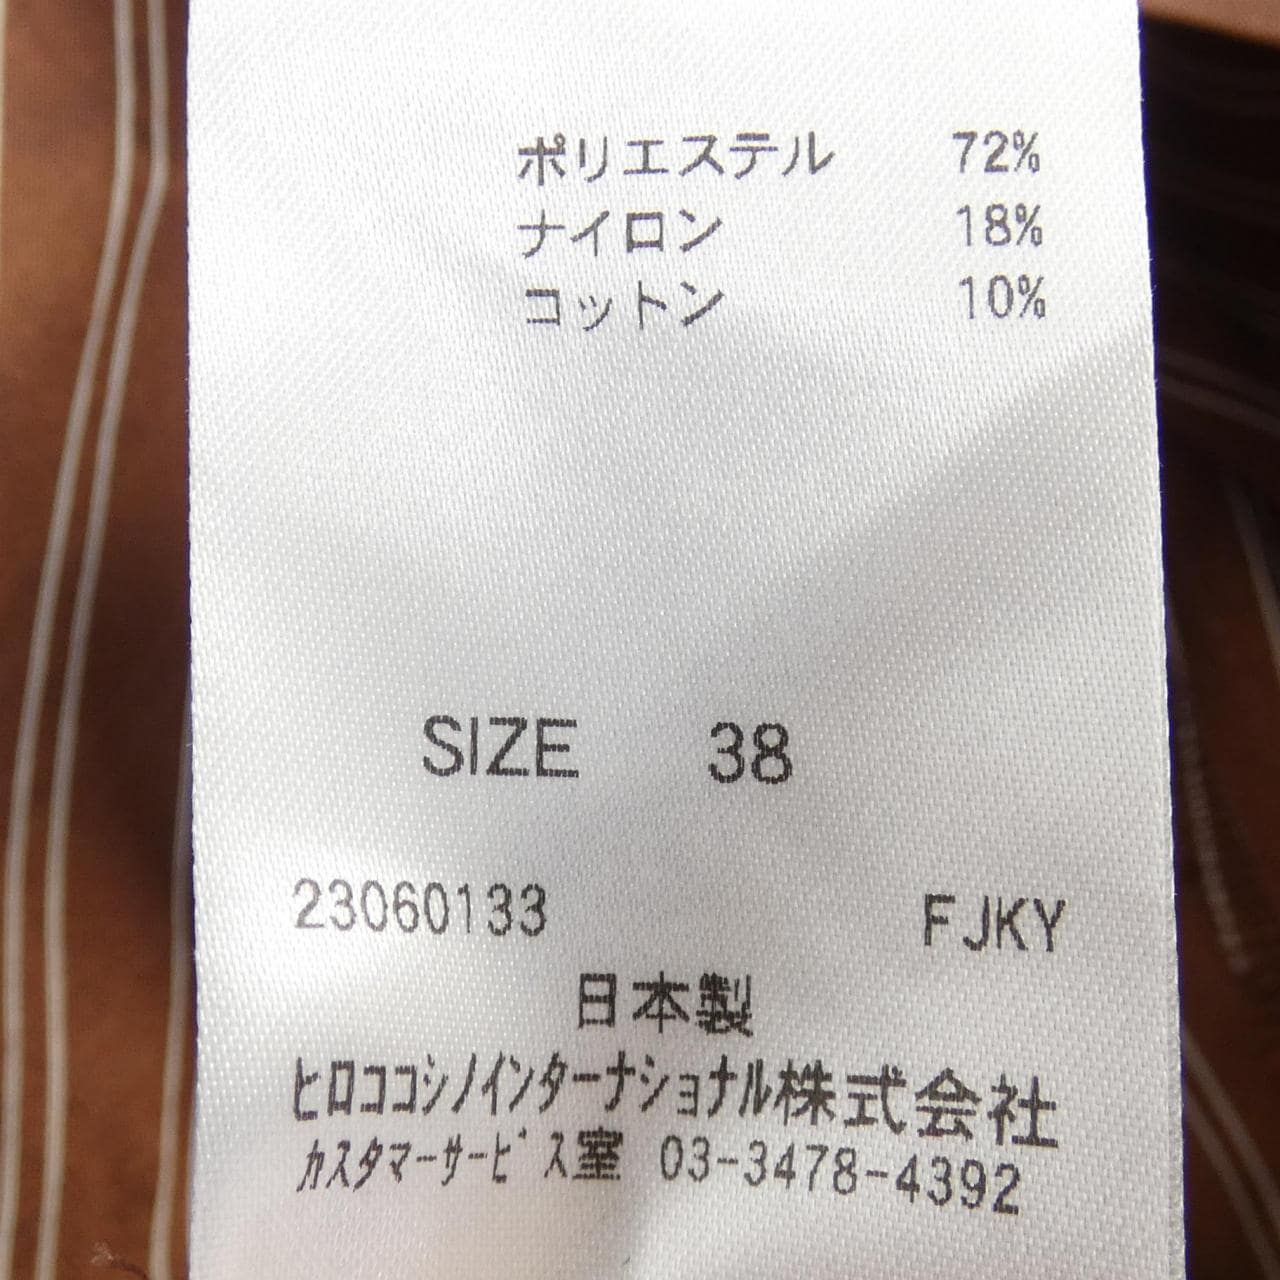 ポリエステル 72%
ナイロン 18%
コットン 10%
SIZE 38
23060133 FJKY
日本製
ヒロココシノインターナショナル株式会社
カスタマーサービス室 03-3478-4392